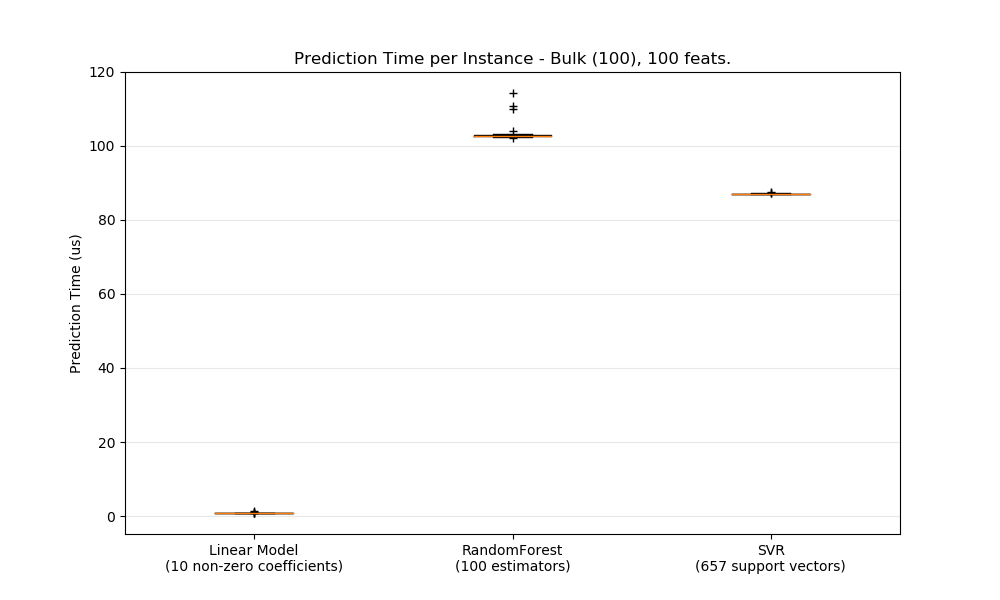 Prediction Time per Instance - Bulk (100), 100 feats.
120
100
80
60
40
20
0
Prediction Time (us)
Linear Model
(10 non-zero coefficients)
RandomForest
(100 estimators)
SVR
(657 support vectors)